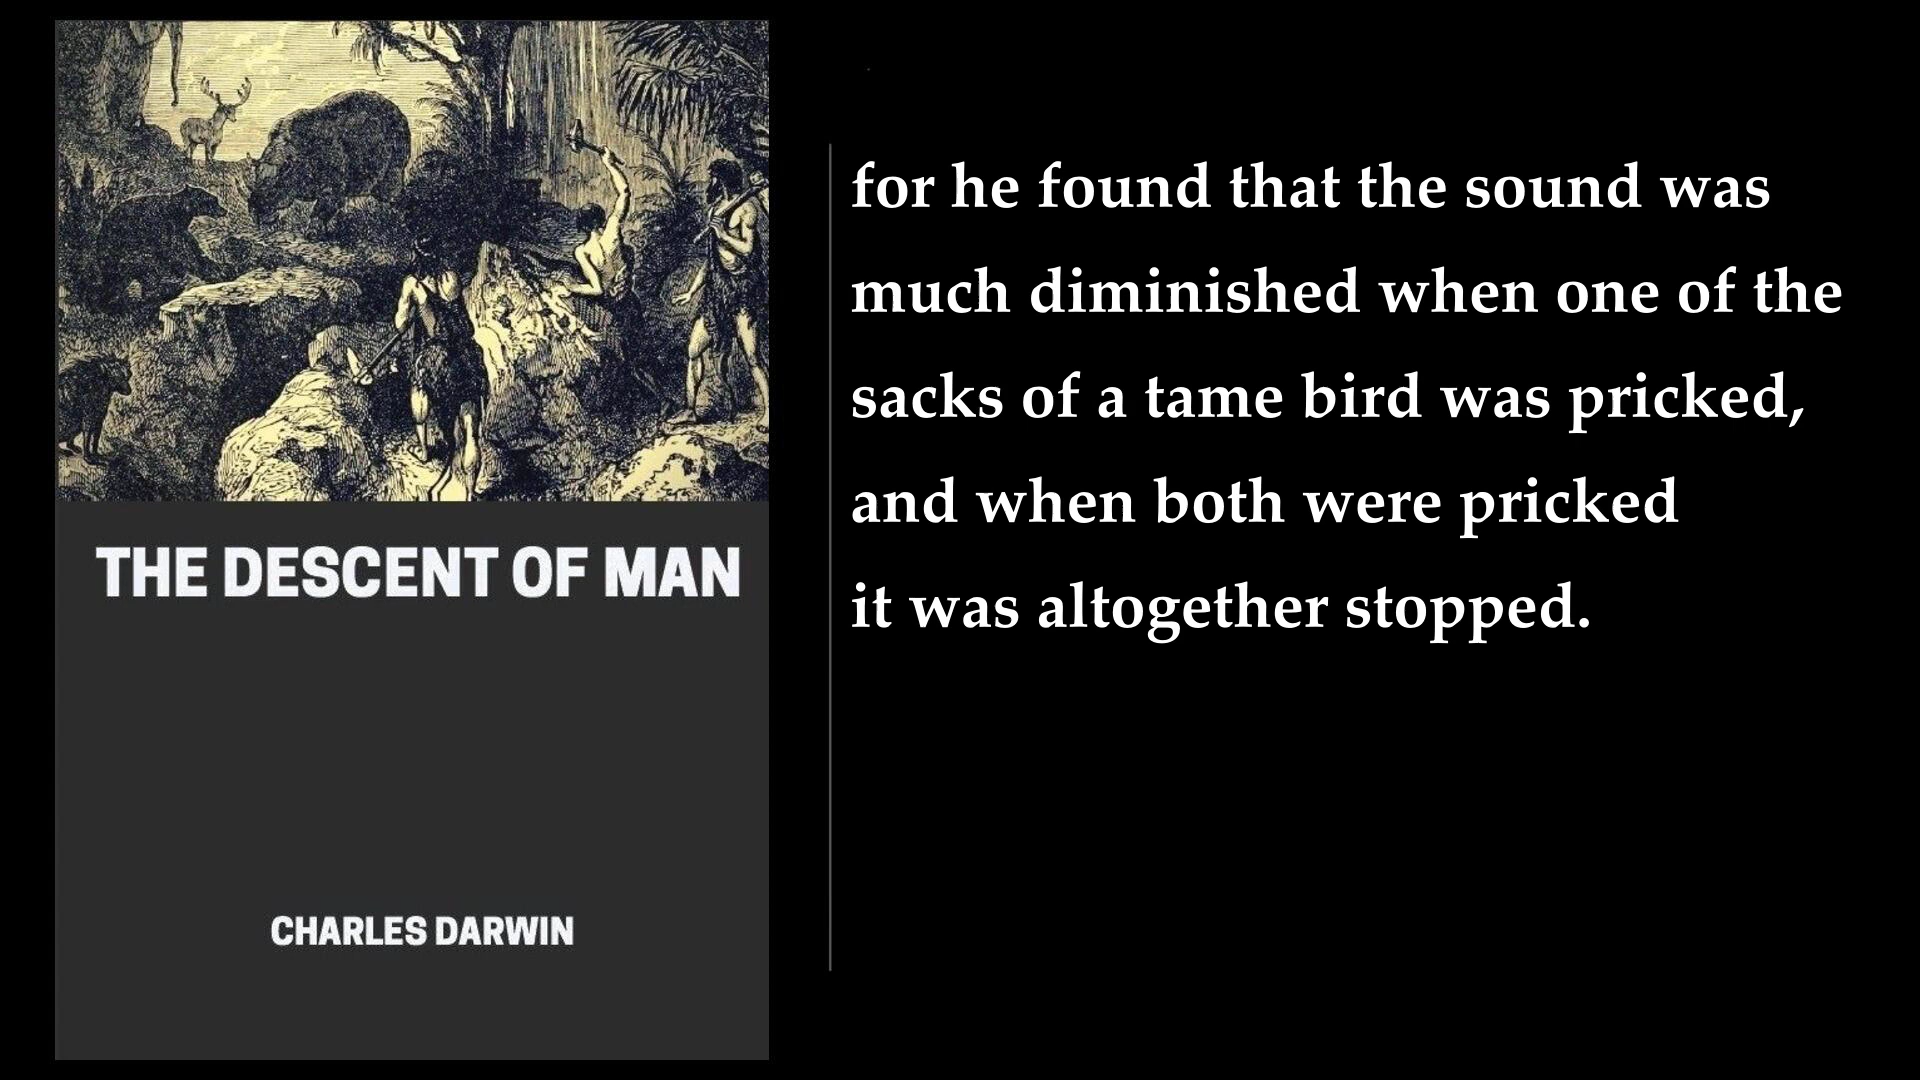 THE DESCENT OF MAN
CHARLES DARWIN
for he found that the sound was
much diminished when one of the
sacks of a tame bird was pricked,
and when both were pricked
it was altogether stopped.